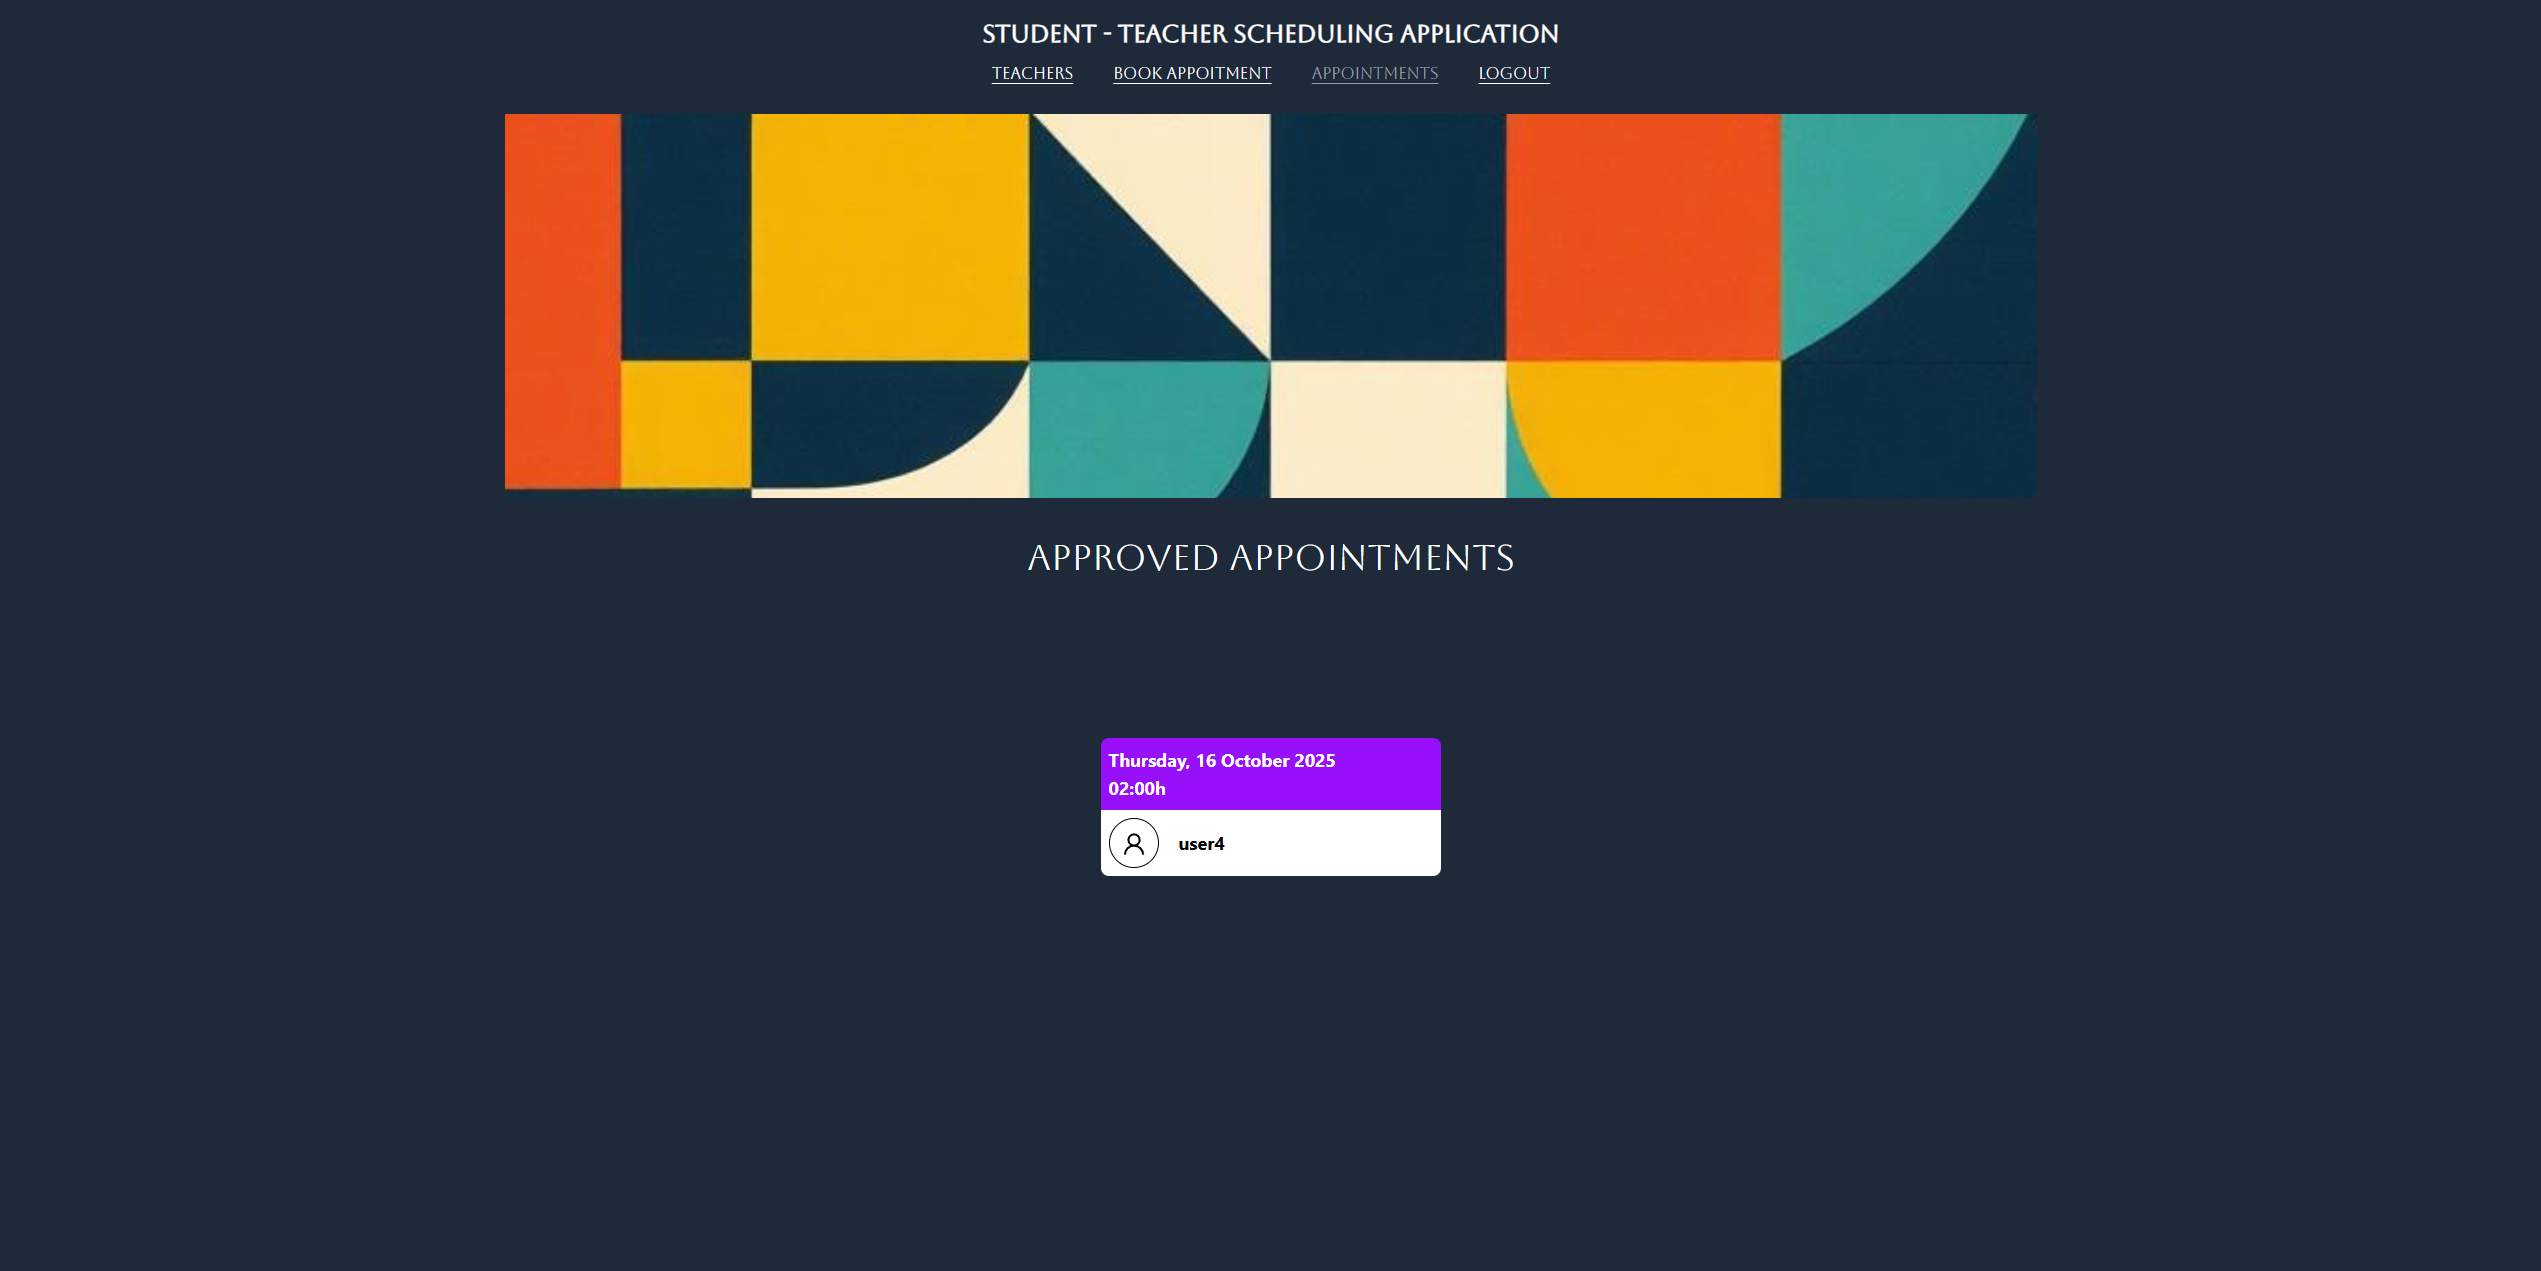 STUDENT - TEACHER SCHEDULING APPLICATION
TEACHERS BOOK APPOITMENT APPOINTMENTS LOGOUT
APPROVED APPOINTMENTS
Thursday, 16 October 2025
02:00h
user4